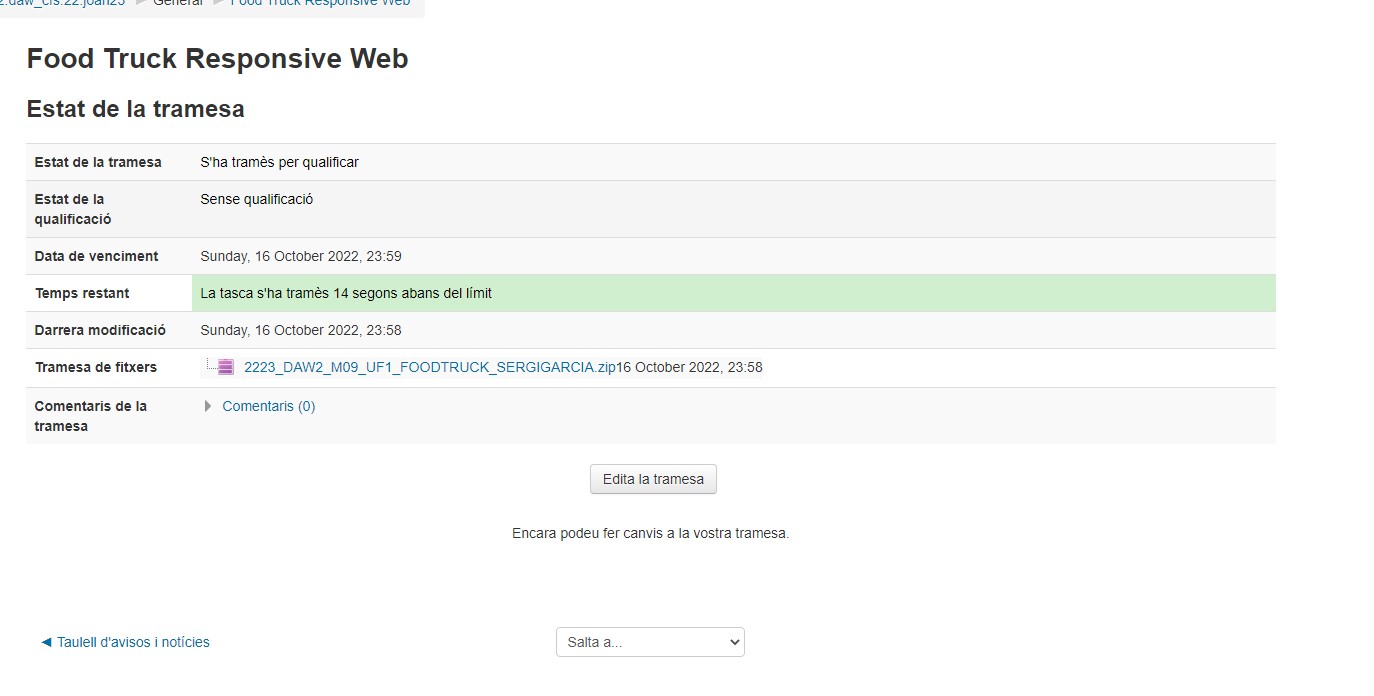 2.daw_cfs.22.joan23 General Food Truck Responsive Web
Food Truck Responsive Web
Estat de la tramesa
Estat de la tramesa S'ha tramès per qualificar
Estat de la Sense qualificació
qualificació
Data de venciment Sunday, 16 October 2022, 23:59
Temps restant La tasca s'ha tramès 14 segons abans del límit
Darrera modificació Sunday, 16 October 2022, 23:58
Tramesa de fitxers 2223_DAW2_M09_UF1_FOODTRUCK_SERGIGARCIA.zip16 October 2022, 23:58
Comentaris de la Comentaris (0)
tramesa
Edita la tramesa
Encara podeu fer canvis a la vostra tramesa.
◄ Taulell d'avisos i notícies Salta a...